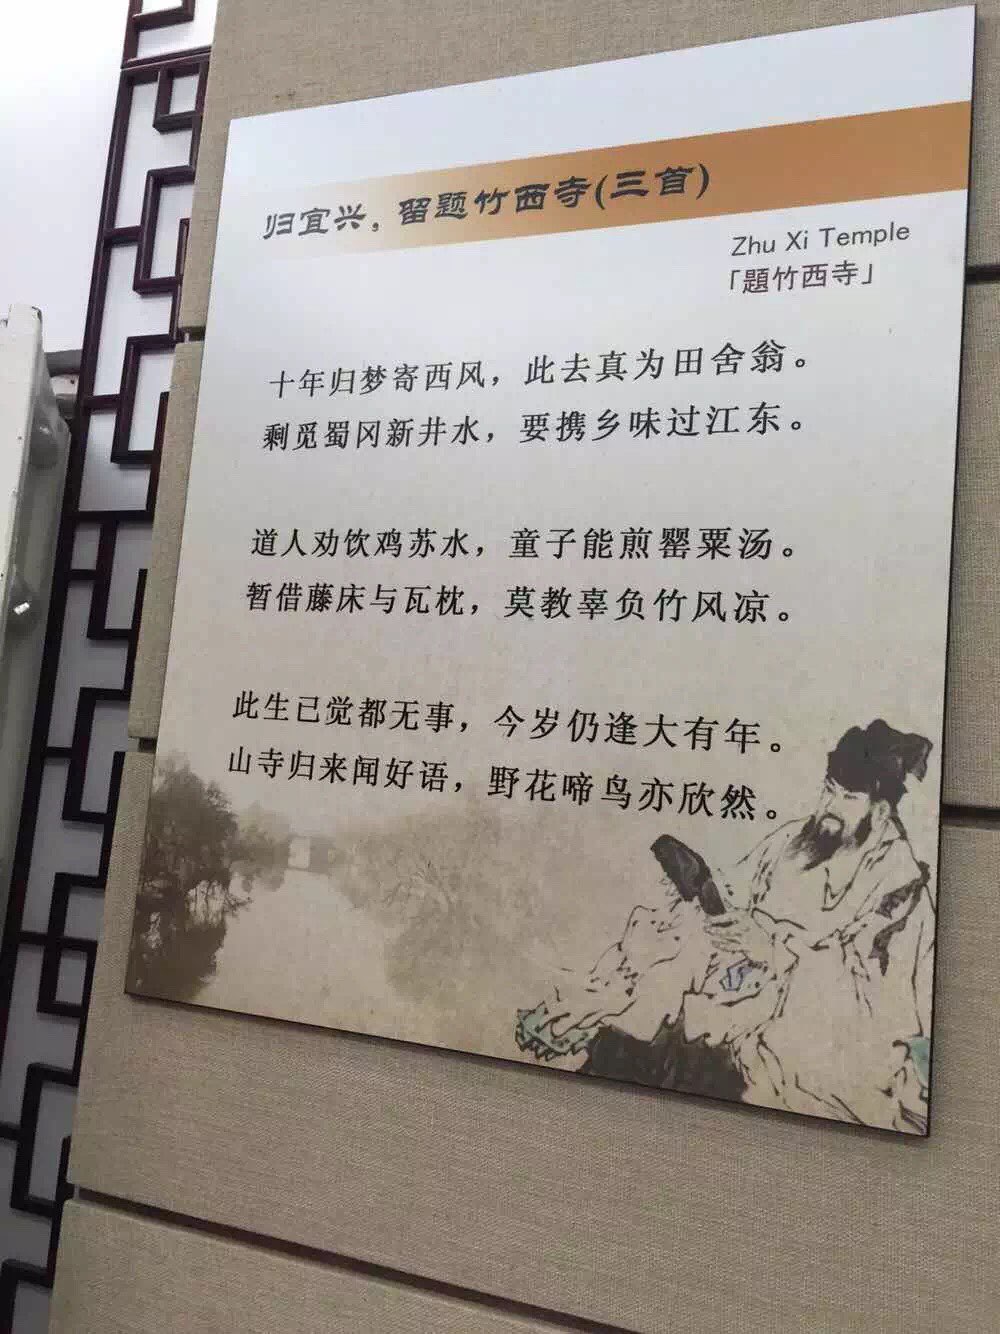 归宜兴，留题竹西寺(三首)
Zhu Xi Temple
「題竹西寺」
十年归梦寄西风，此去真为田舍翁。
剩觅蜀冈新井水，要携乡味过江东。
道人劝饮鸡苏水，童子能煎罂粟汤。
暂借藤床与瓦枕，莫教辜负竹风凉。
此生已觉都无事，今岁仍逢大有年。
山寺归来闻好语，野花啼鸟亦欣然。